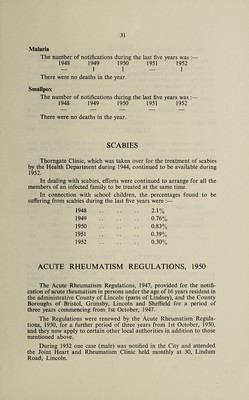 31
Malaria
The number of notifications during the last five years was :—
1948 1949 1950 1951 1952
— 1 1 — 1
There were no deaths in the year.
Smallpox
The number of notifications during the last five years was :—
1948 1949 1950 1951 1952
— — — — —
There were no deaths in the year.
SCABIES
Thorngate Clinic, which was taken over for the treatment of scabies
by the Health Department during 1944, continued to be available during
1952.
In dealing with scabies, efforts were continued to arrange for all the
members of an infected family to be treated at the same time.
In connection with school children, the percentages found to be
suffering from scabies during the last five years were :—
1948 .. .. .. 2.1%
1949 .. .. .. 0.76%
1950 .. .. .. 0.83%
1951 .. .. .. 0.39%
1952 .. .. .. 0.30%
ACUTE RHEUMATISM REGULATIONS, 1950
The Acute Rheumatism Regulations, 1947, provided for the notifi-
cation of acute rheumatism in persons under the age of 16 years resident in
the administrative County of Lincoln (parts of Lindsey), and the County
Boroughs of Bristol, Grimsby, Lincoln and Sheffield for a period of
three years commencing from 1st October, 1947.
The Regulations were renewed by the Acute Rheumatism Regula-
tions, 1950, for a further period of three years from 1st October, 1950,
and they now apply to certain other local authorities in addition to those
mentioned above.
During 1952 one case (male) was notified in the City and attended
the Joint Heart and Rheumatism Clinic held monthly at 30, Lindum
Road, Lincoln.